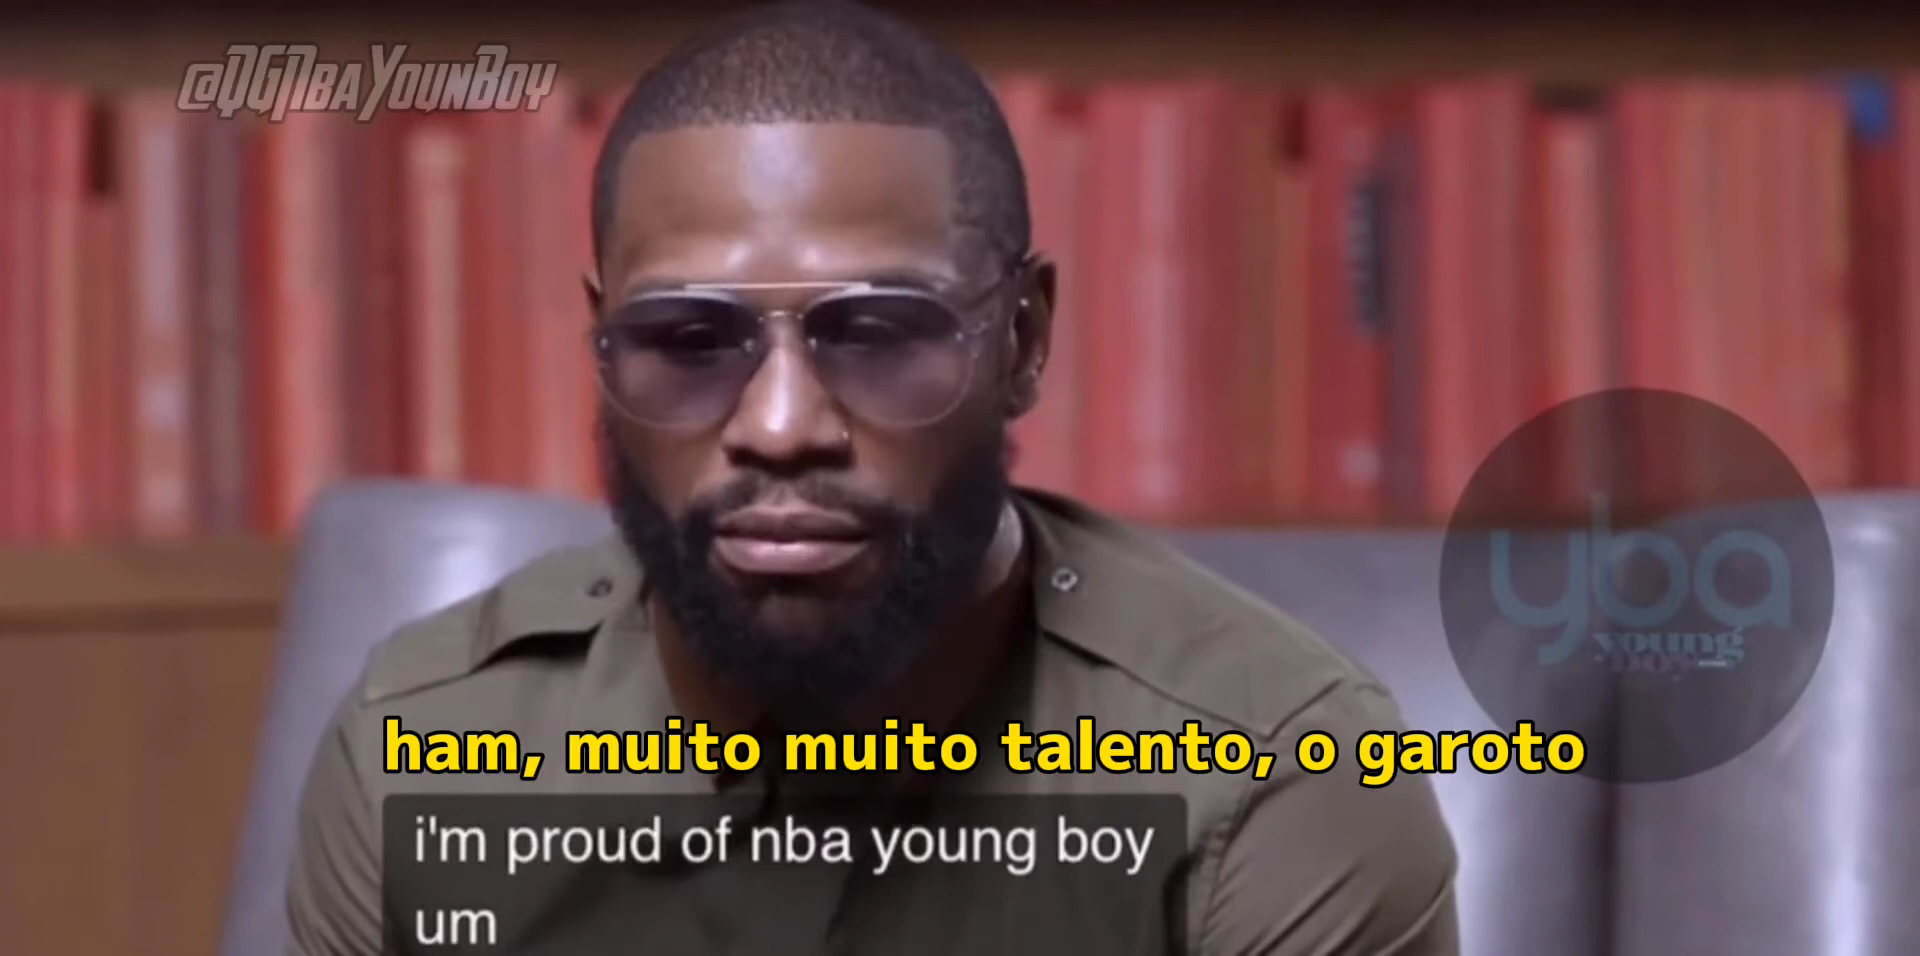 @QGNbaYounBoy
yba
young
boy
ham, muito muito talento, o garoto
i'm proud of nba young boy
um